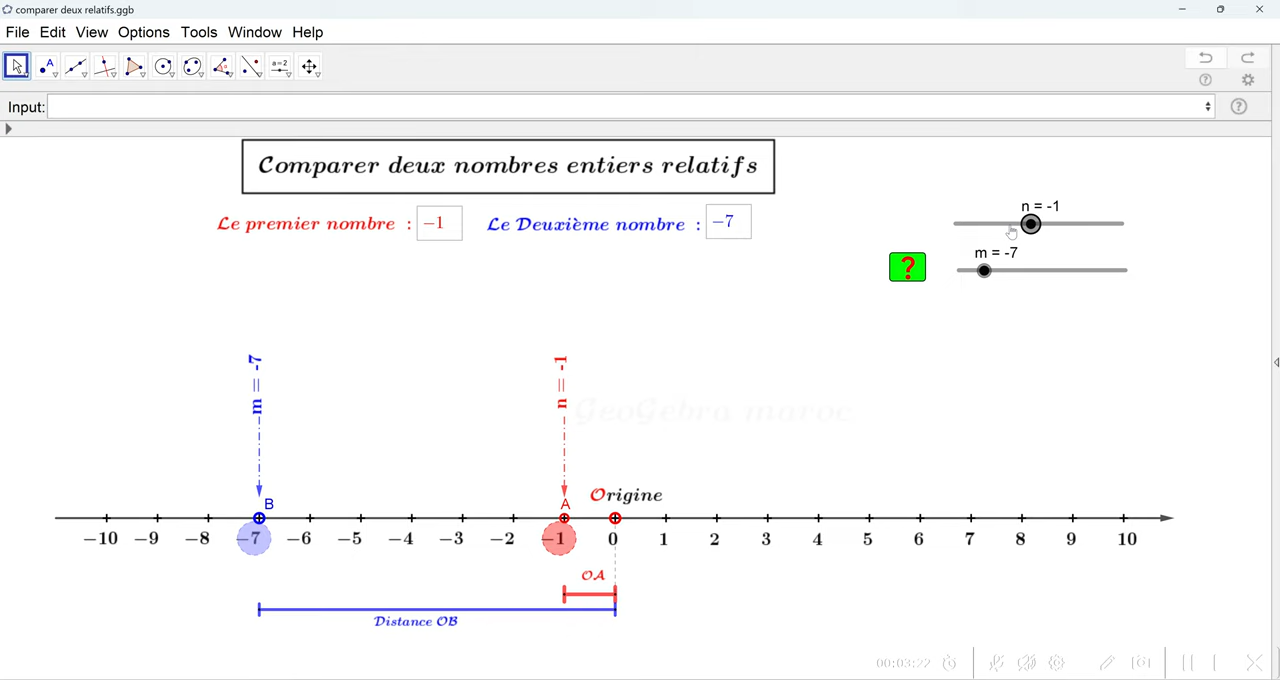 comparer deux relatifs.ggb
File Edit View Options Tools Window Help
A
a=2
Input:
Comparer deux nombres entiers relatifs
Le premier nombre : −1 Le Deuxième nombre : −7
n = -1
m = -7
?
m = -7
n = -1
GeoGebra maroc
B A Origine
−10 −9 −8 −7 −6 −5 −4 −3 −2 −1 0 1 2 3 4 5 6 7 8 9 10
OA
Distance OB
00:03:22